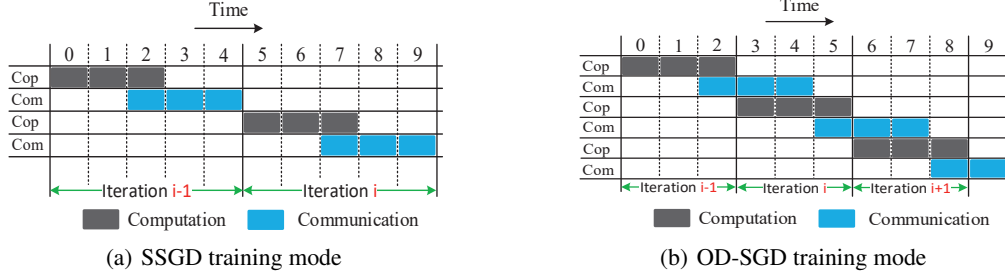 Time
0 1 2 3 4 5 6 7 8 9
Cop
Com
Cop
Com
Iteration i-1
Iteration i
Computation
Communication
(a) SSGD training mode
Time
0 1 2 3 4 5 6 7 8 9
Cop
Com
Cop
Com
Cop
Com
Iteration i-1
Iteration i
Iteration i+1
Computation
Communication
(b) OD-SGD training mode